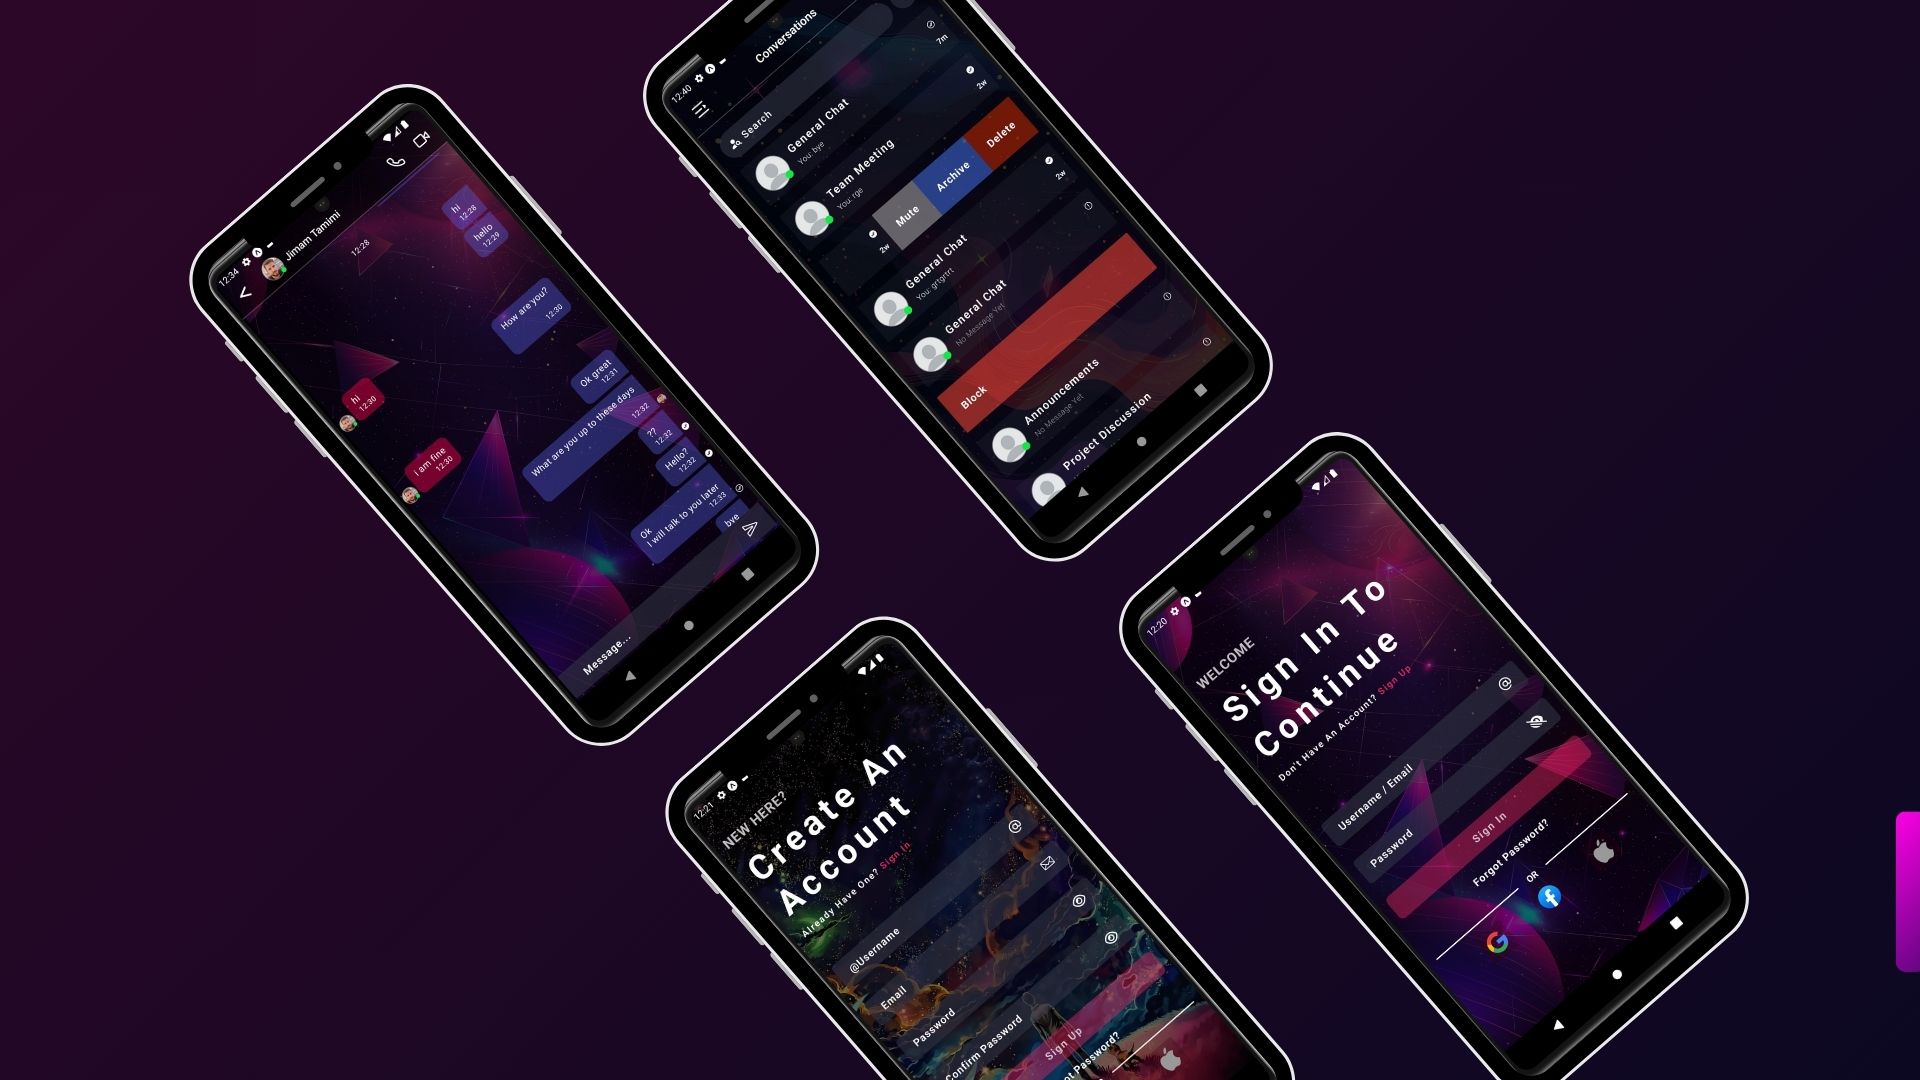 12:34
Jimam Tamimi
12:28
hi
12:28
hello
12:29
How are you?
12:30
hi
12:30
i am fine
12:30
Ok great
12:31
What are you up to these days
12:32
??
12:32
Hello?
12:32
Ok
I will talk to you later
12:33
bye
Message...
12:40
Conversations
Search
7m
General Chat
You: bye
2w
Team Meeting
You: rge
Mute
Archive
Delete
2w
2w
General Chat
You: grtgrtrt
General Chat
No Message Yet
Block
Announcements
No Message Yet
Project Discussion
12:21
NEW HERE?
Create An
Account
Already Have One? Sign In
@Username
@
Email
Password
Confirm Password
Sign Up
ot Password?
12:20
WELCOME
Sign In To
Continue
Don't Have An Account? Sign Up
Username / Email
@
Password
Sign In
Forgot Password?
OR